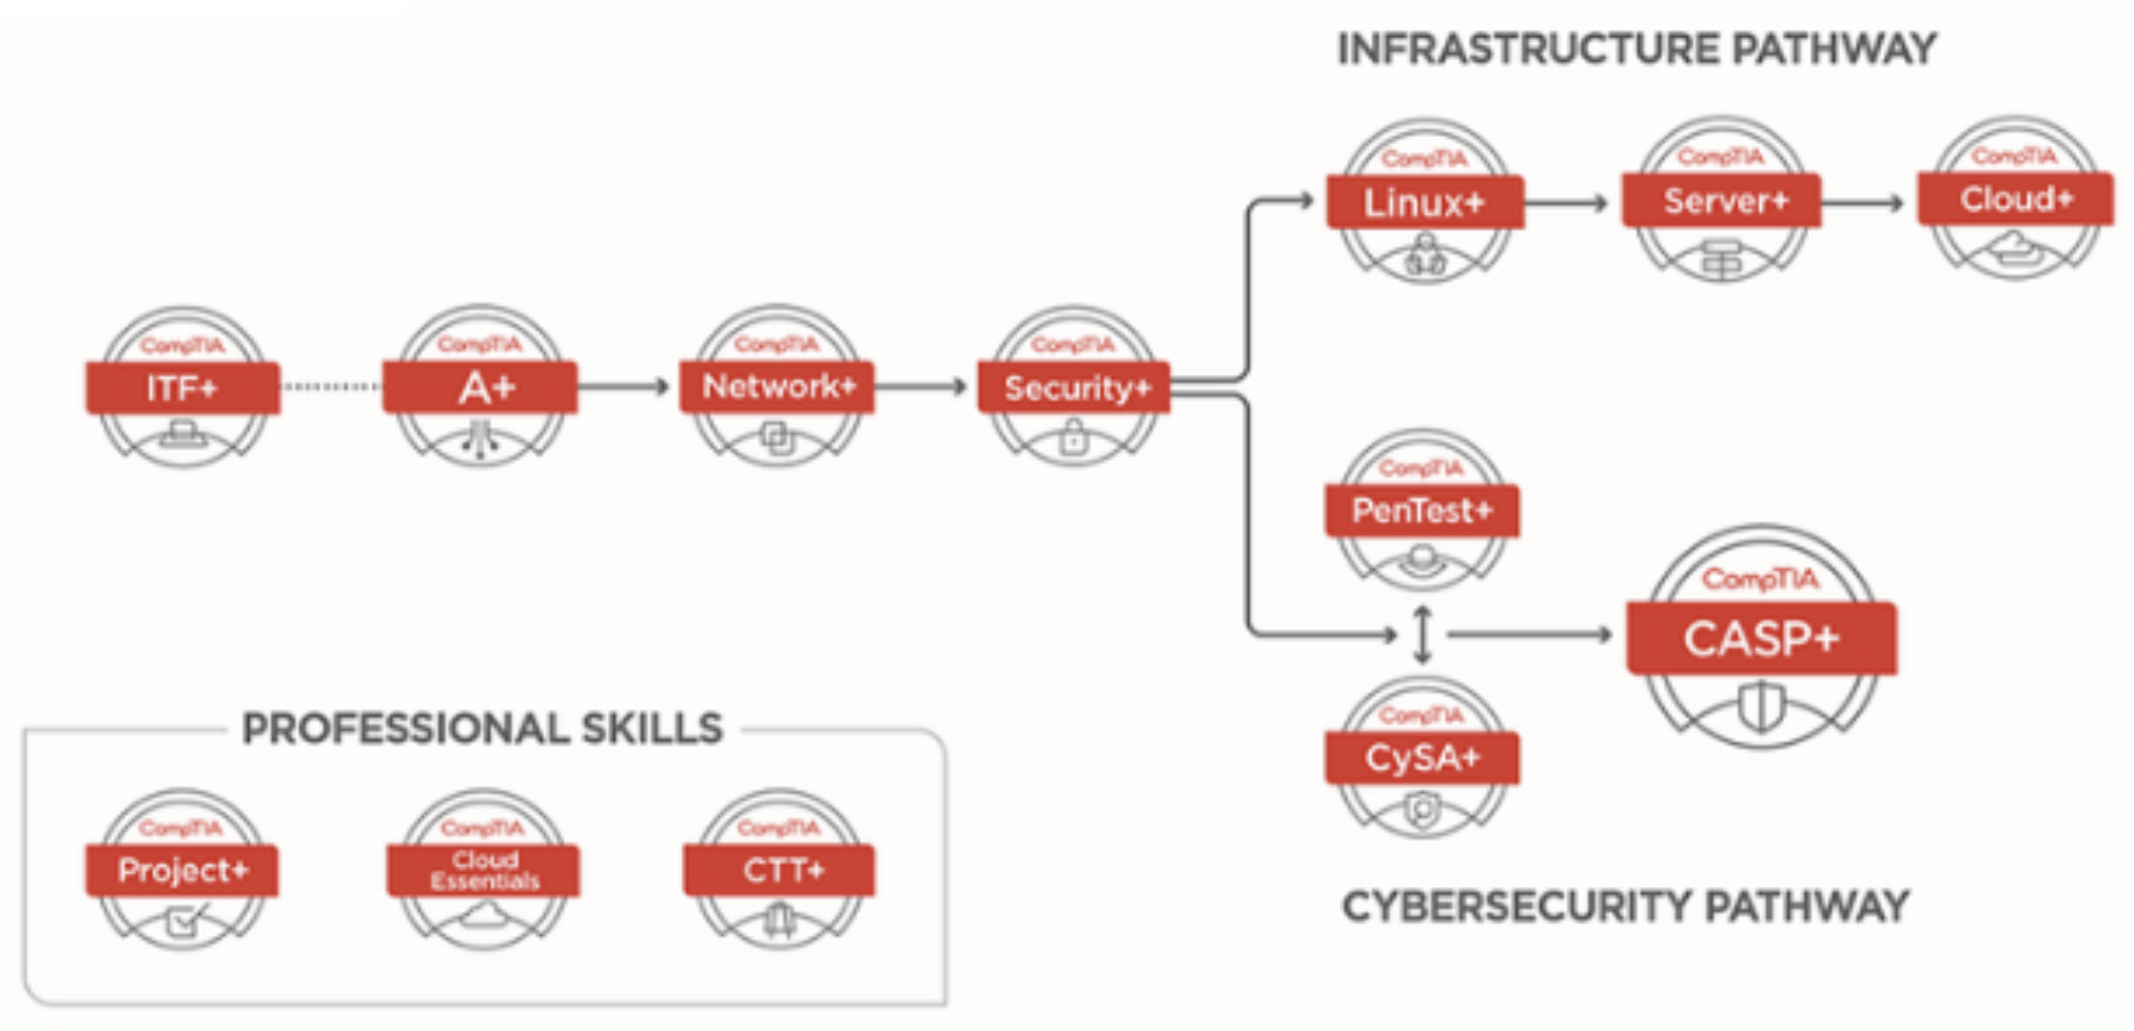 INFRASTRUCTURE PATHWAY
CompTIA
Linux+
CompTIA
Server+
CompTIA
Cloud+
CompTIA
ITF+
CompTIA
A+
CompTIA
Network+
CompTIA
Security+
CompTIA
PenTest+
CompTIA
CASP+
CompTIA
CySA+
CYBERSECURITY PATHWAY
PROFESSIONAL SKILLS
CompTIA
Project+
CompTIA
Cloud
Essentials
CompTIA
CTT+